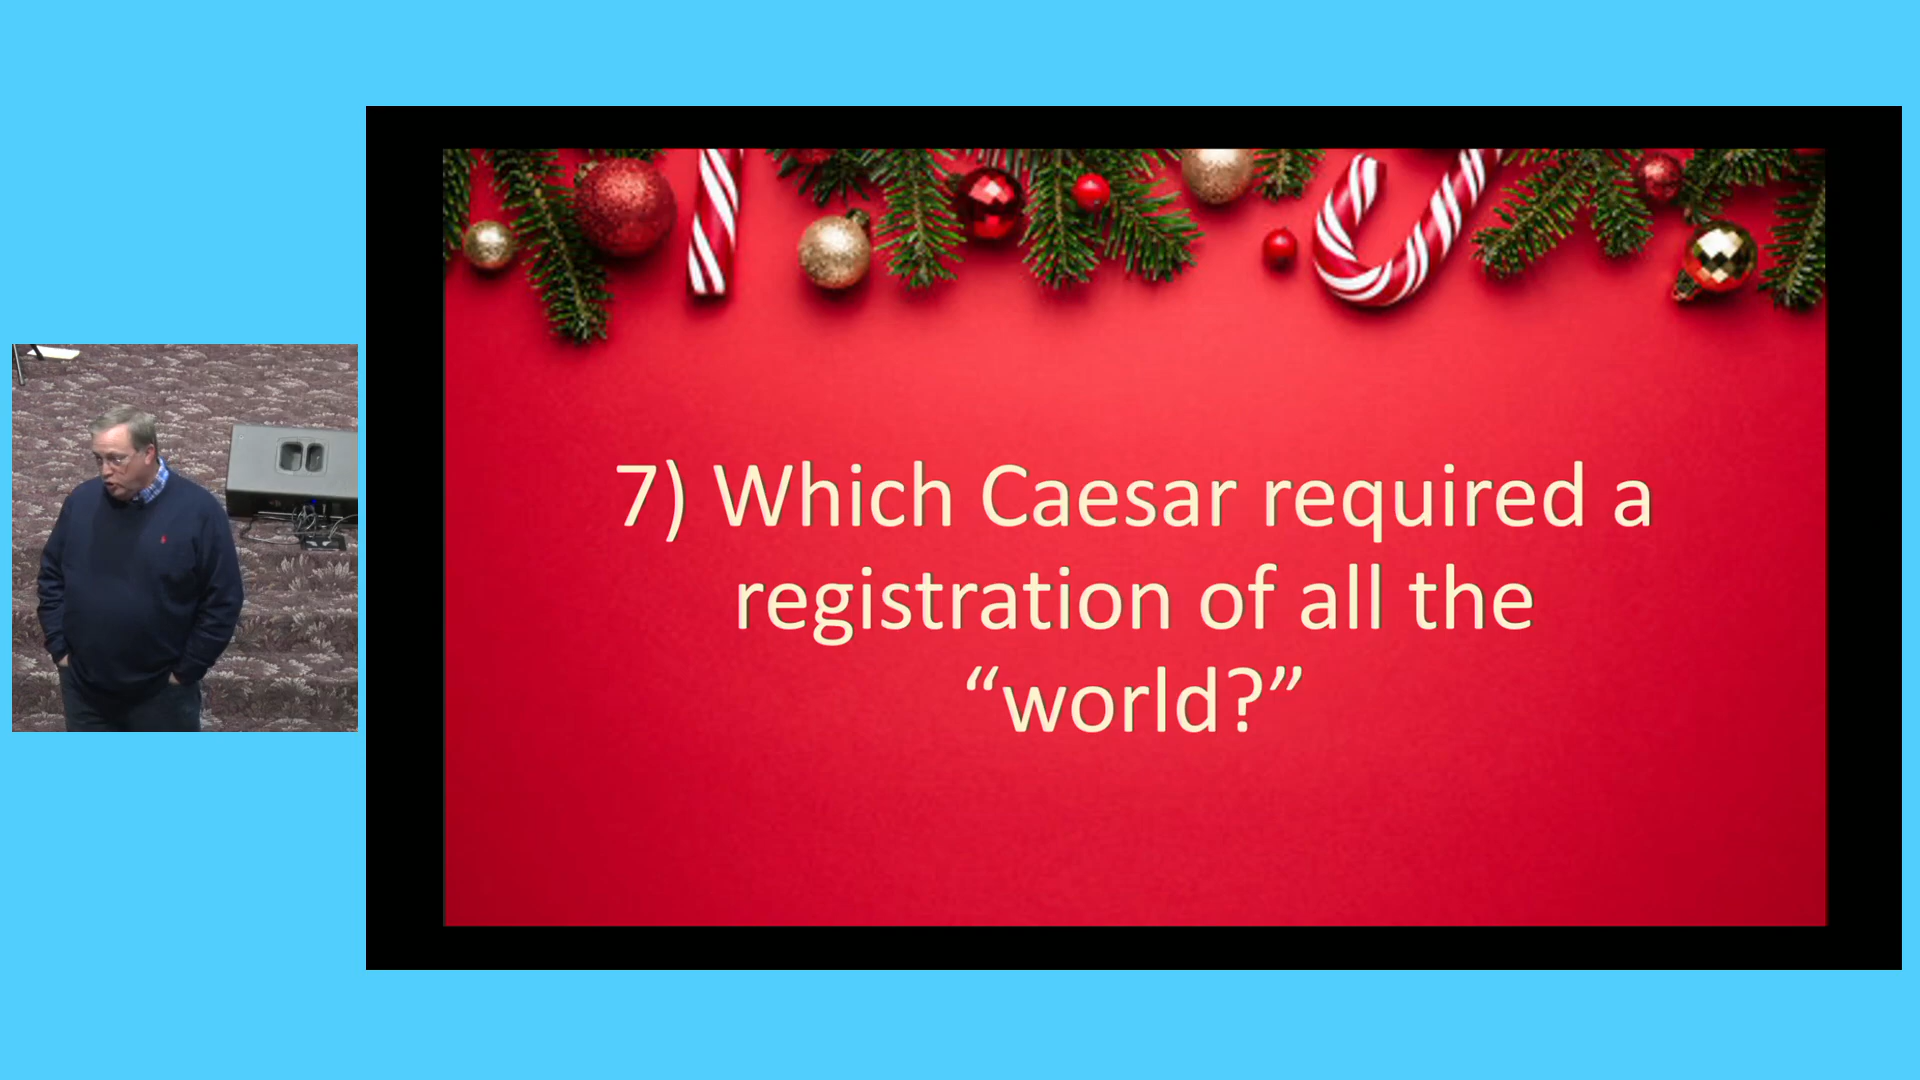 7) Which Caesar required a
registration of all the
“world?”